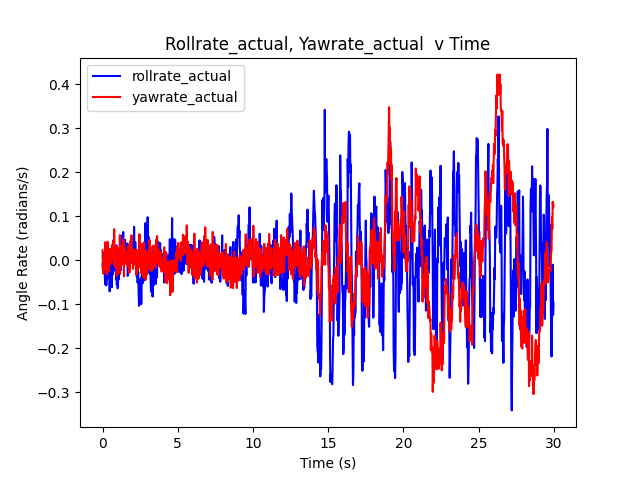 Rollrate_actual, Yawrate_actual  v Time
rollrate_actual
yawrate_actual
Angle Rate (radians/s)
0.4
0.3
0.2
0.1
0.0
−0.1
−0.2
−0.3
0 5 10 15 20 25 30
Time (s)